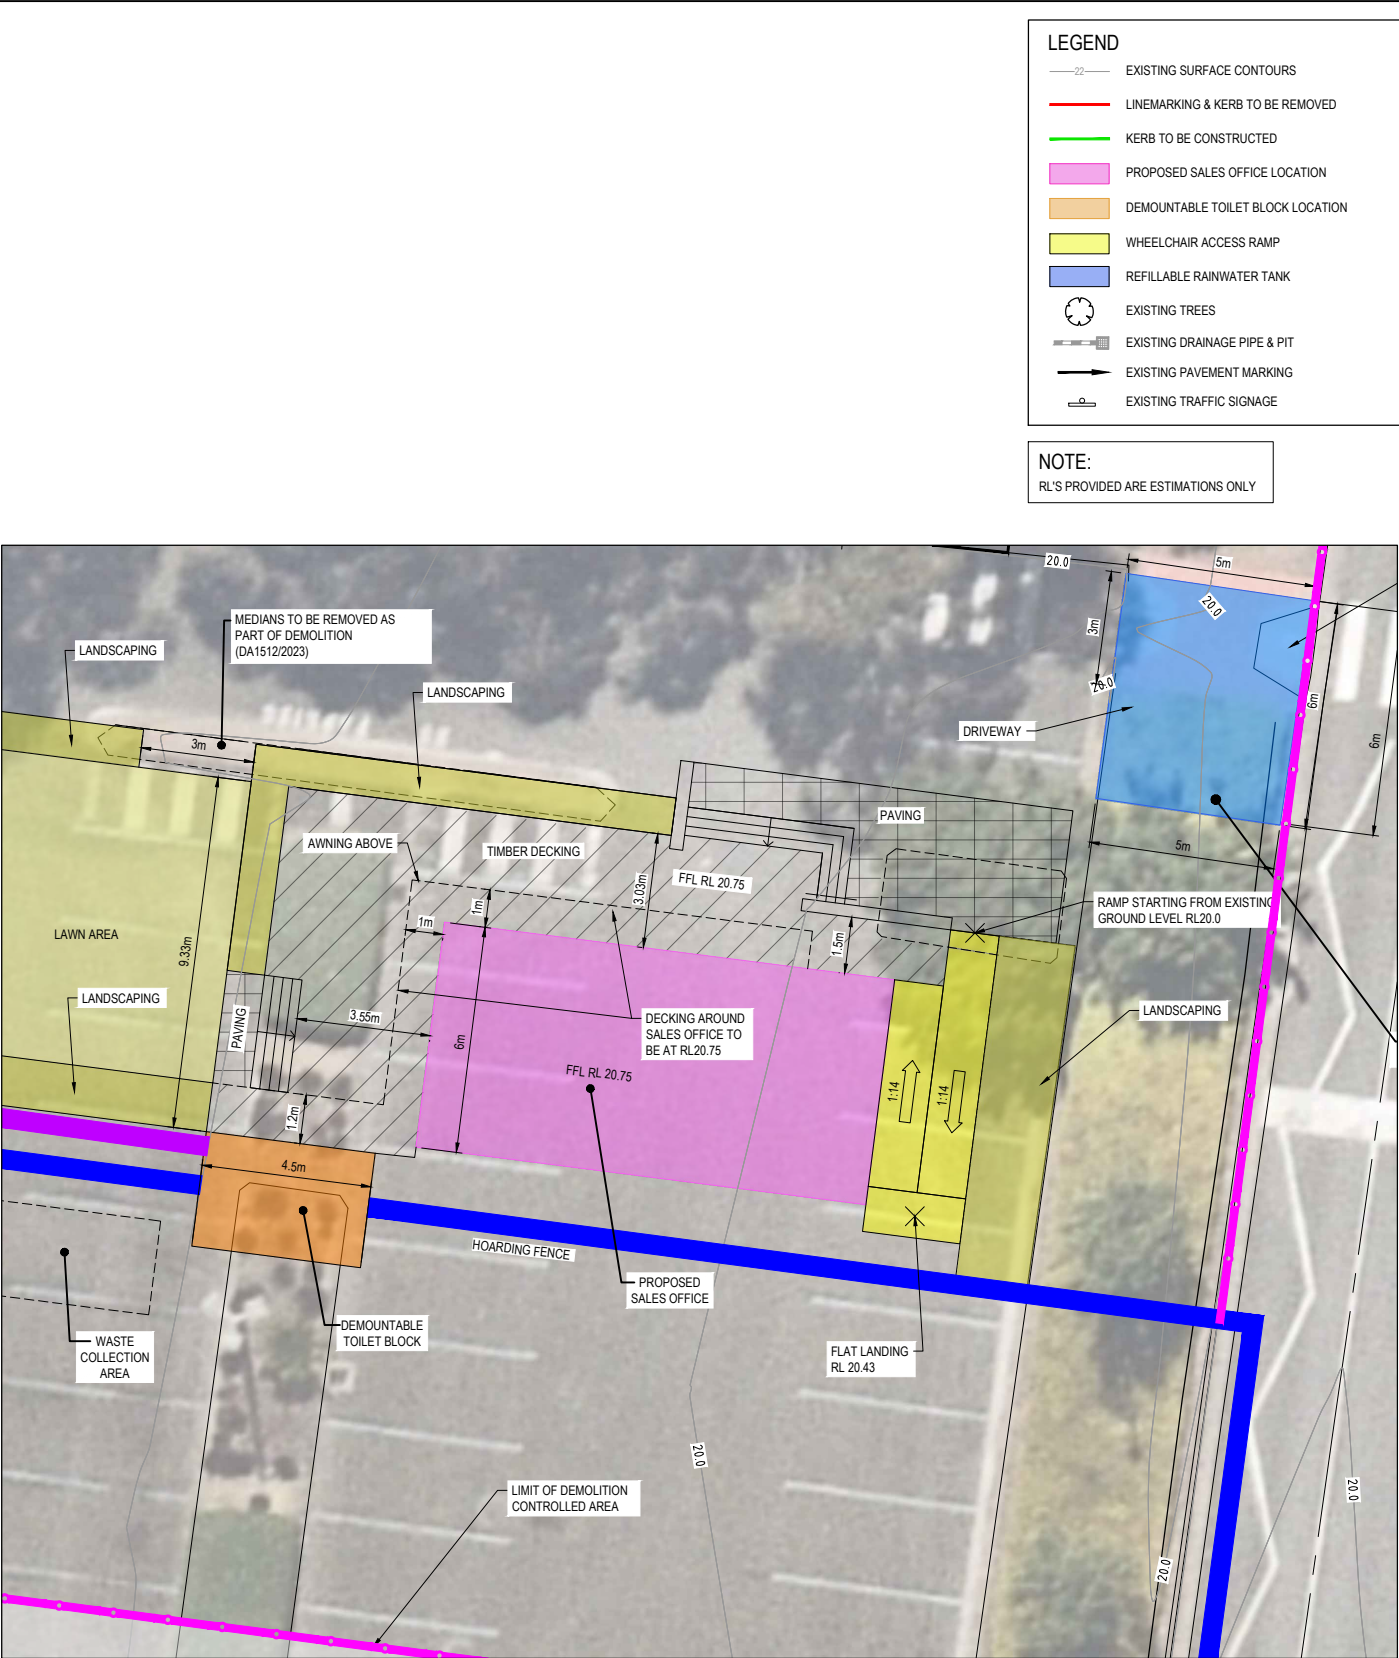 LEGEND
22
EXISTING SURFACE CONTOURS
LINEMARKING & KERB TO BE REMOVED
KERB TO BE CONSTRUCTED
PROPOSED SALES OFFICE LOCATION
DEMOUNTABLE TOILET BLOCK LOCATION
WHEELCHAIR ACCESS RAMP
REFILLABLE RAINWATER TANK
EXISTING TREES
EXISTING DRAINAGE PIPE & PIT
EXISTING PAVEMENT MARKING
EXISTING TRAFFIC SIGNAGE
NOTE:
RL'S PROVIDED ARE ESTIMATIONS ONLY
20.0
5m
20.0
3m
20.0
6m
6m
MEDIANS TO BE REMOVED AS
PART OF DEMOLITION
(DA1512/2023)
LANDSCAPING
LANDSCAPING
DRIVEWAY
3m
PAVING
AWNING ABOVE
TIMBER DECKING
5m
FFL RL 20.75
3.03m
1m
1m
RAMP STARTING FROM EXISTING
GROUND LEVEL RL20.0
LAWN AREA
9.33m
1.5m
LANDSCAPING
PAVING
3.55m
6m
DECKING AROUND
SALES OFFICE TO
BE AT RL20.75
LANDSCAPING
FFL RL 20.75
1:14
1:14
1.2m
4.5m
HOARDING FENCE
PROPOSED
SALES OFFICE
DEMOUNTABLE
TOILET BLOCK
WASTE
COLLECTION
AREA
FLAT LANDING
RL 20.43
20.0
LIMIT OF DEMOLITION
CONTROLLED AREA
20.0
20.0